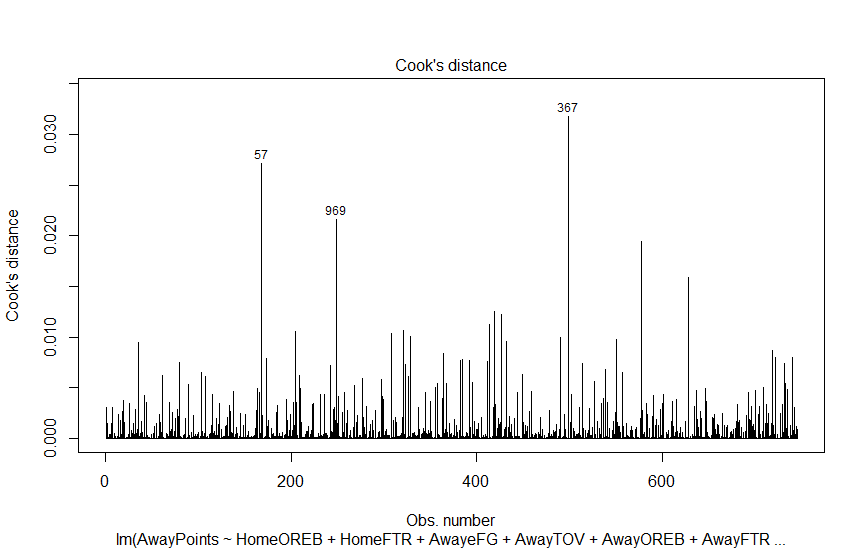 Cook's distance
367
57
969
0.030
0.020
0.010
0.000
Cook's distance
0
200
400
600
Obs. number
lm(AwayPoints ~ HomeOREB + HomeFTR + AwayeFG + AwayTOV + AwayOREB + AwayFTR ...